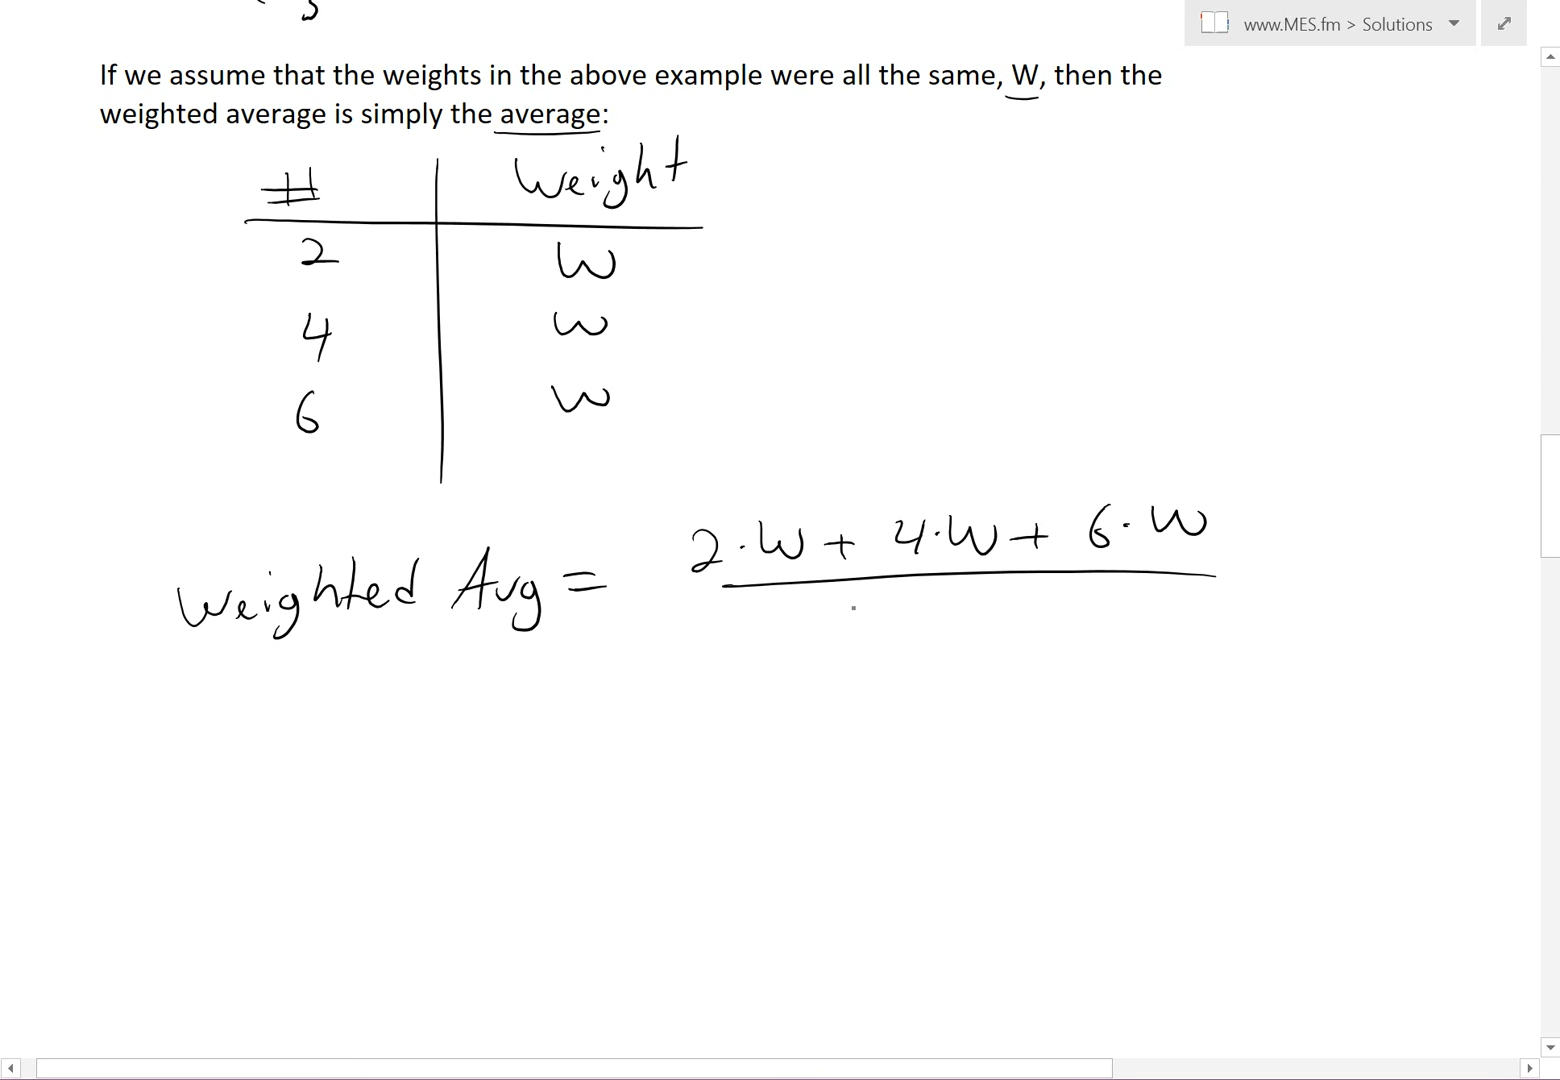 www.MES.fm > Solutions
If we assume that the weights in the above example were all the same, W, then the
weighted average is simply the average:
# Weight
2 W
4 W
6 W
2·W + 4·W + 6·W
Weighted Avg =